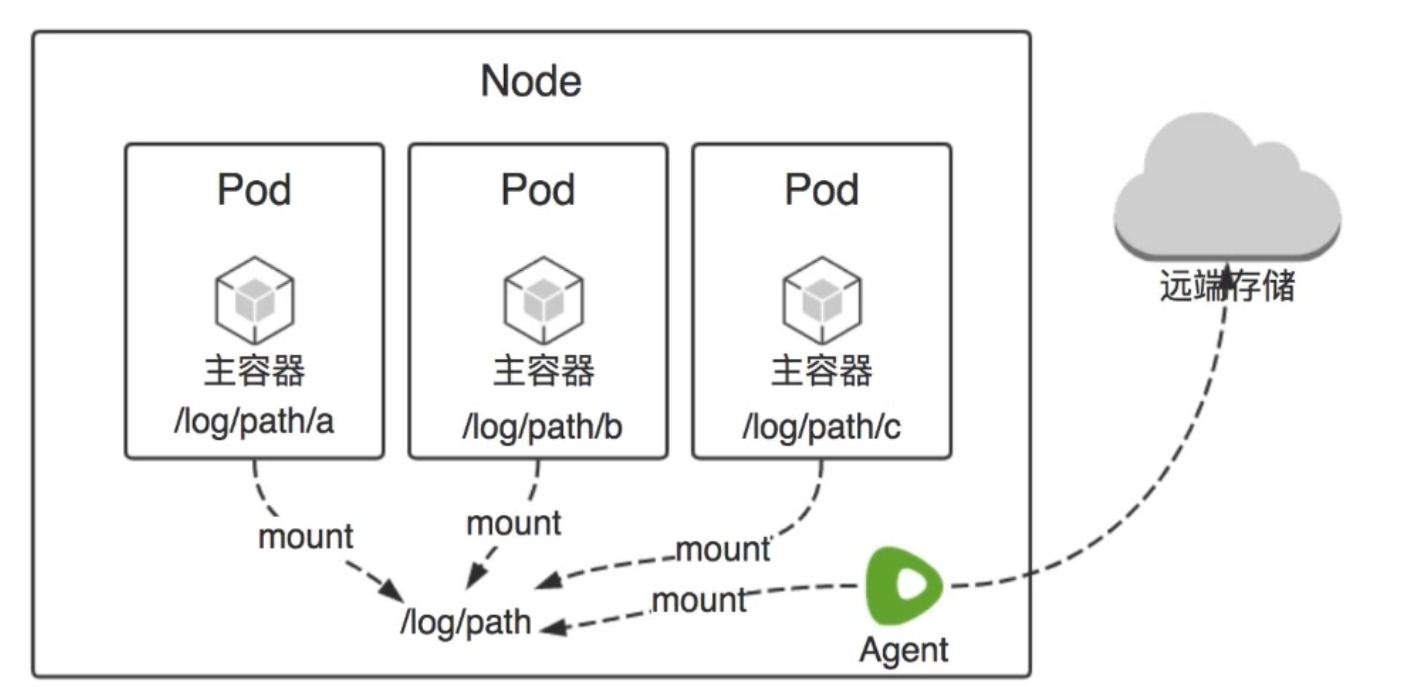 Node
Pod
主容器
/log/path/a
Pod
主容器
/log/path/b
Pod
主容器
/log/path/c
远端存储
mount
mount
mount
mount
/log/path
Agent